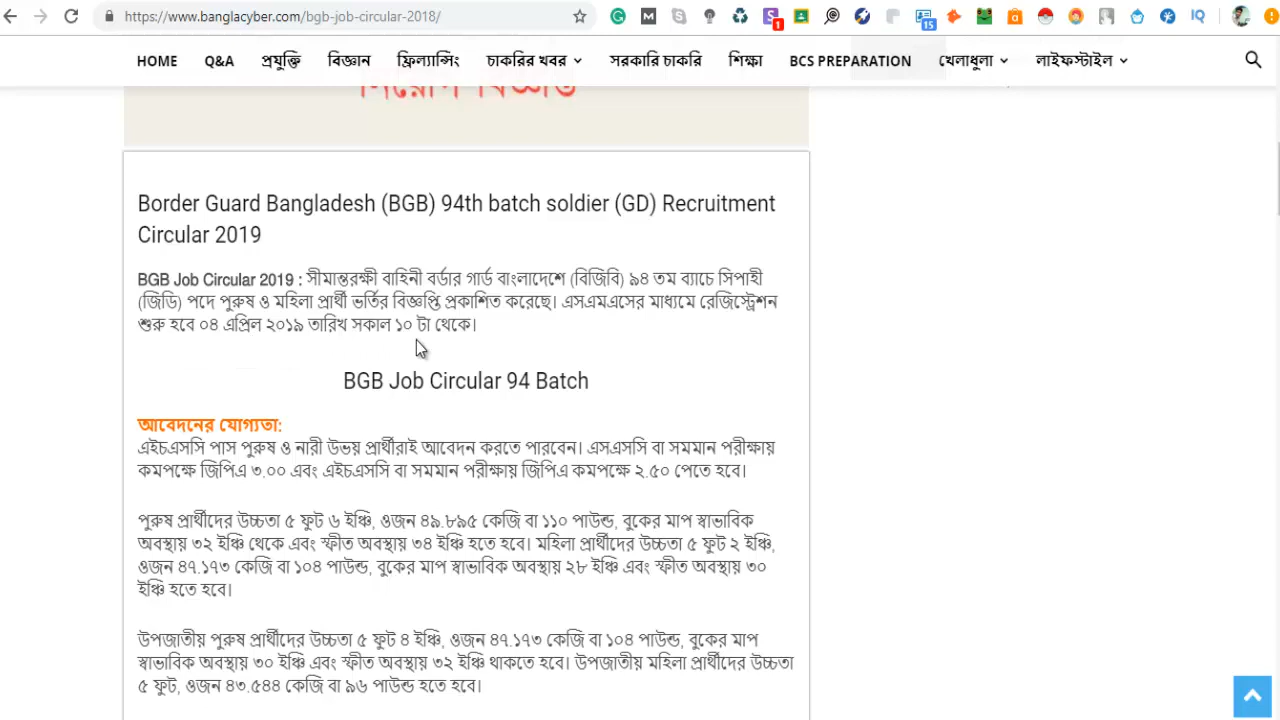 https://www.banglacyber.com/bgb-job-circular-2018/
1
15
IQ
HOME Q&A প্রযুক্তি বিজ্ঞান ফ্রিল্যান্সিং চাকরির খবর সরকারি চাকরি শিক্ষা BCS PREPARATION খেলাধুলা লাইফস্টাইল
নিয়োগ বিজ্ঞপ্তি
Border Guard Bangladesh (BGB) 94th batch soldier (GD) Recruitment
Circular 2019
BGB Job Circular 2019 : সীমান্তরক্ষী বাহিনী বর্ডার গার্ড বাংলাদেশে (বিজিবি) ৯৪ তম ব্যাচে সিপাহী
(জিডি) পদে পুরুষ ও মহিলা প্রার্থী ভর্তির বিজ্ঞপ্তি প্রকাশিত করেছে। এসএমএসের মাধ্যমে রেজিস্ট্রেশন
শুরু হবে ০৪ এপ্রিল ২০১৯ তারিখ সকাল ১০ টা থেকে।
BGB Job Circular 94 Batch
আবেদনের যোগ্যতা:
এইচএসসি পাস পুরুষ ও নারী উভয় প্রার্থীরাই আবেদন করতে পারবেন। এসএসসি বা সমমান পরীক্ষায়
কমপক্ষে জিপিএ ৩.০০ এবং এইচএসসি বা সমমান পরীক্ষায় জিপিএ কমপক্ষে ২.৫০ পেতে হবে।
পুরুষ প্রার্থীদের উচ্চতা ৫ ফুট ৬ ইঞ্চি, ওজন ৪৯.৮৯৫ কেজি বা ১১০ পাউন্ড, বুকের মাপ স্বাভাবিক
অবস্থায় ৩২ ইঞ্চি থেকে এবং স্ফীত অবস্থায় ৩৪ ইঞ্চি হতে হবে। মহিলা প্রার্থীদের উচ্চতা ৫ ফুট ২ ইঞ্চি,
ওজন ৪৭.১৭৩ কেজি বা ১০৪ পাউন্ড, বুকের মাপ স্বাভাবিক অবস্থায় ২৮ ইঞ্চি এবং স্ফীত অবস্থায় ৩০
ইঞ্চি হতে হবে।
উপজাতীয় পুরুষ প্রার্থীদের উচ্চতা ৫ ফুট ৪ ইঞ্চি, ওজন ৪৭.১৭৩ কেজি বা ১০৪ পাউন্ড, বুকের মাপ
স্বাভাবিক অবস্থায় ৩০ ইঞ্চি এবং স্ফীত অবস্থায় ৩২ ইঞ্চি থাকতে হবে। উপজাতীয় মহিলা প্রার্থীদের উচ্চতা
৫ ফুট, ওজন ৪৩.৫৪৪ কেজি বা ৯৬ পাউন্ড হতে হবে।